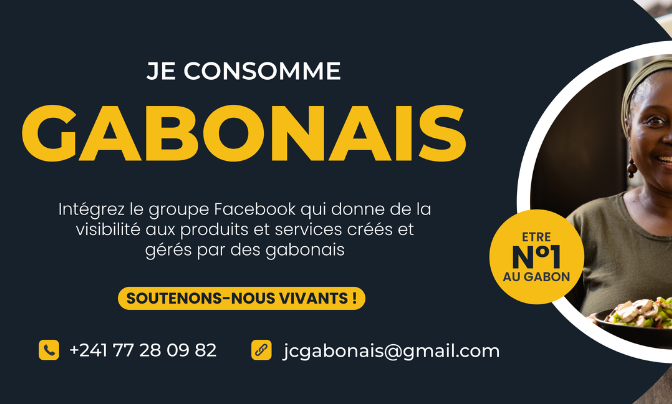 JE CONSOMME
GABONAIS
Intégrez le groupe Facebook qui donne de la
visibilité aux produits et services créés et
gérés par des gabonais
SOUTENONS-NOUS VIVANTS !
+241 77 28 09 82
jcgabonais@gmail.com
ETRE
N°1
AU GABON